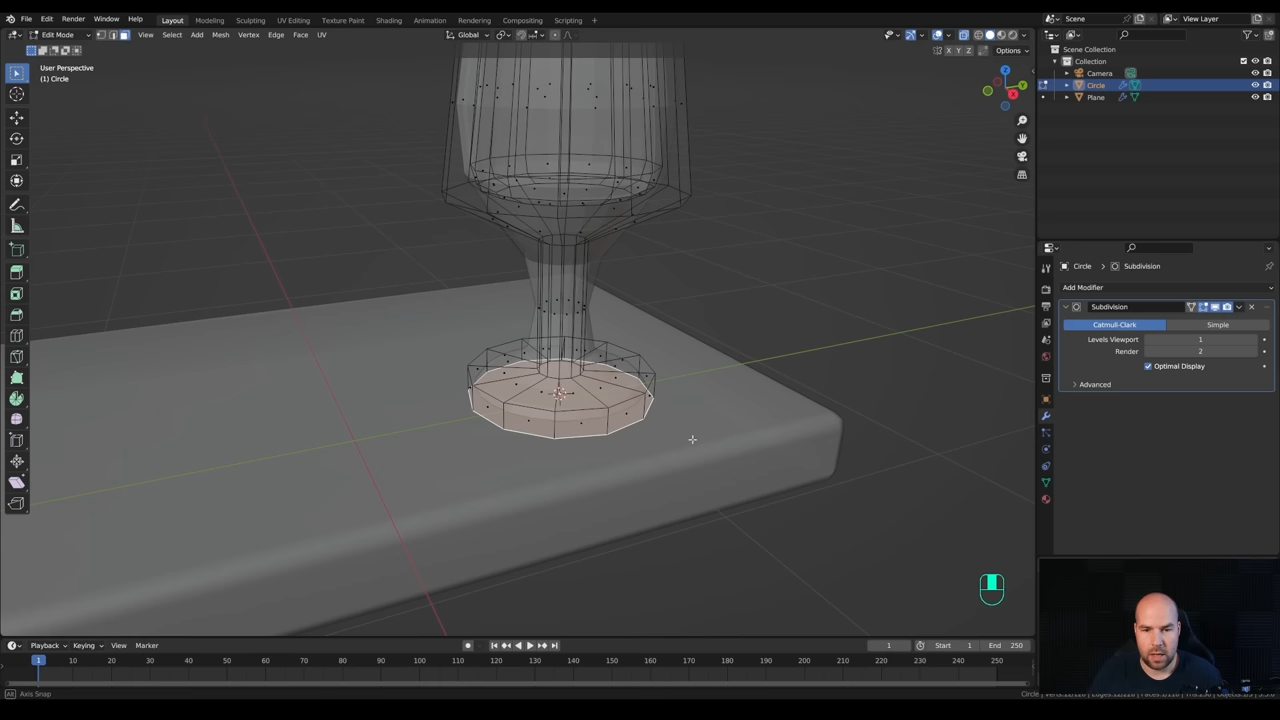 File Edit Render Window Help
Layout Modeling Sculpting UV Editing Texture Paint Shading Animation Rendering Compositing Scripting +
Scene
View Layer
Edit Mode View Select Add Mesh Vertex Edge Face UV
Global
X Y Z
Options
User Perspective
(1) Circle
Scene Collection
Collection
Camera
Circle
Plane
Circle > Subdivision
Add Modifier
Subdivision
Catmull-Clark Simple
Levels Viewport 1
Render 2
Optimal Display
Advanced
Playback Keying View Marker
1 Start 1 End 250
1 10 20 30 40 50 60 70 80 90 100 110 120 130 140 150 160 170 180 190 200 210 220 230 240 250
Alt Axis Snap